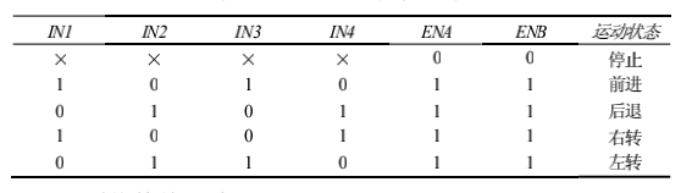 IN1 IN2 IN3 IN4 ENA ENB 运动状态
× × × × 0 0 停止
1 0 1 0 1 1 前进
0 1 0 1 1 1 后退
1 0 0 1 1 1 右转
0 1 1 0 1 1 左转